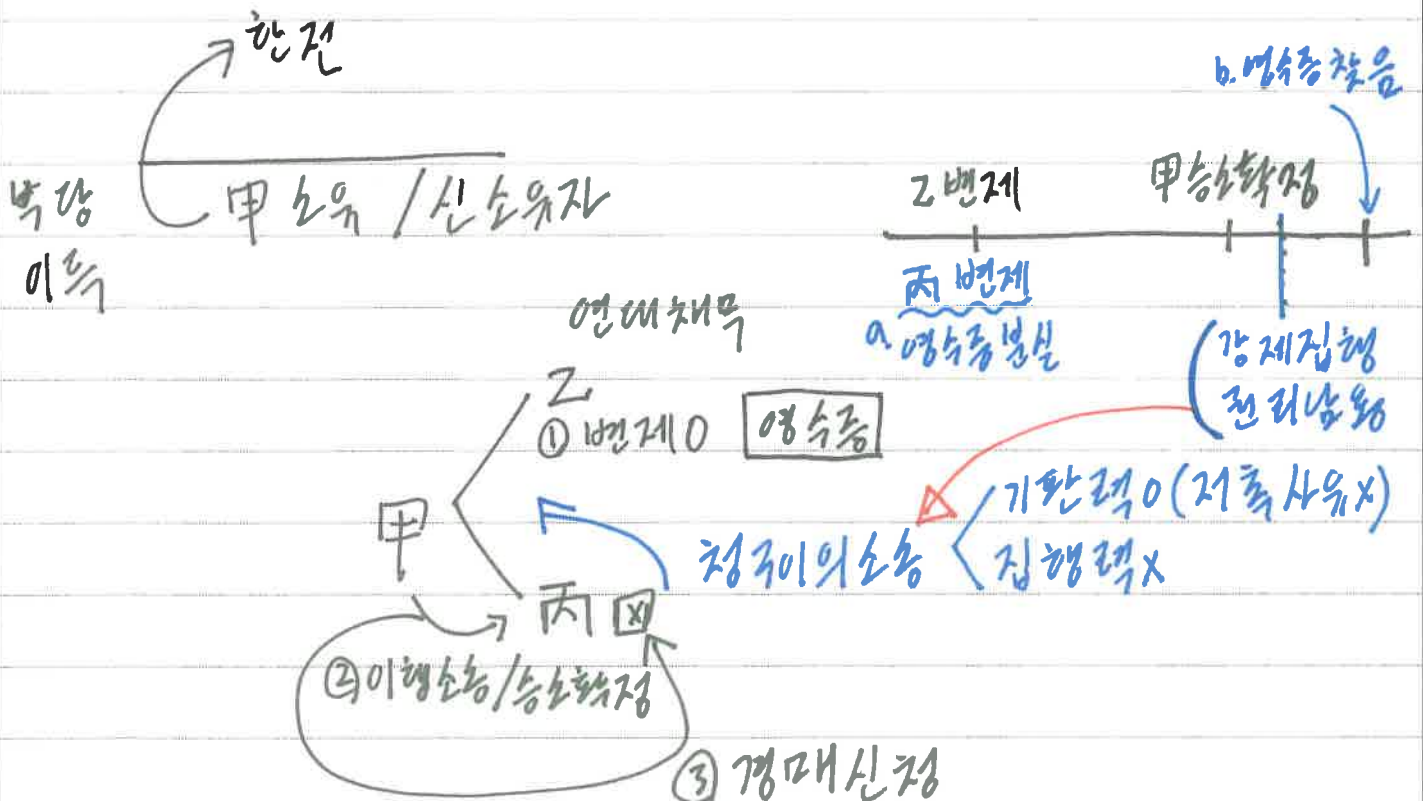 한전
부당
이득
甲 소유 / 신소유자
b. 영수증 찾음
乙 변제
甲승소확정
丙 변제
a. 영수증 분실
강제집행
권리남용
연대채무
乙
① 변제 O 영수증
甲
丙 X
청구이의소송
기판력 O (저촉사유 X)
집행력 X
② 이행소송/승소확정
③ 경매신청